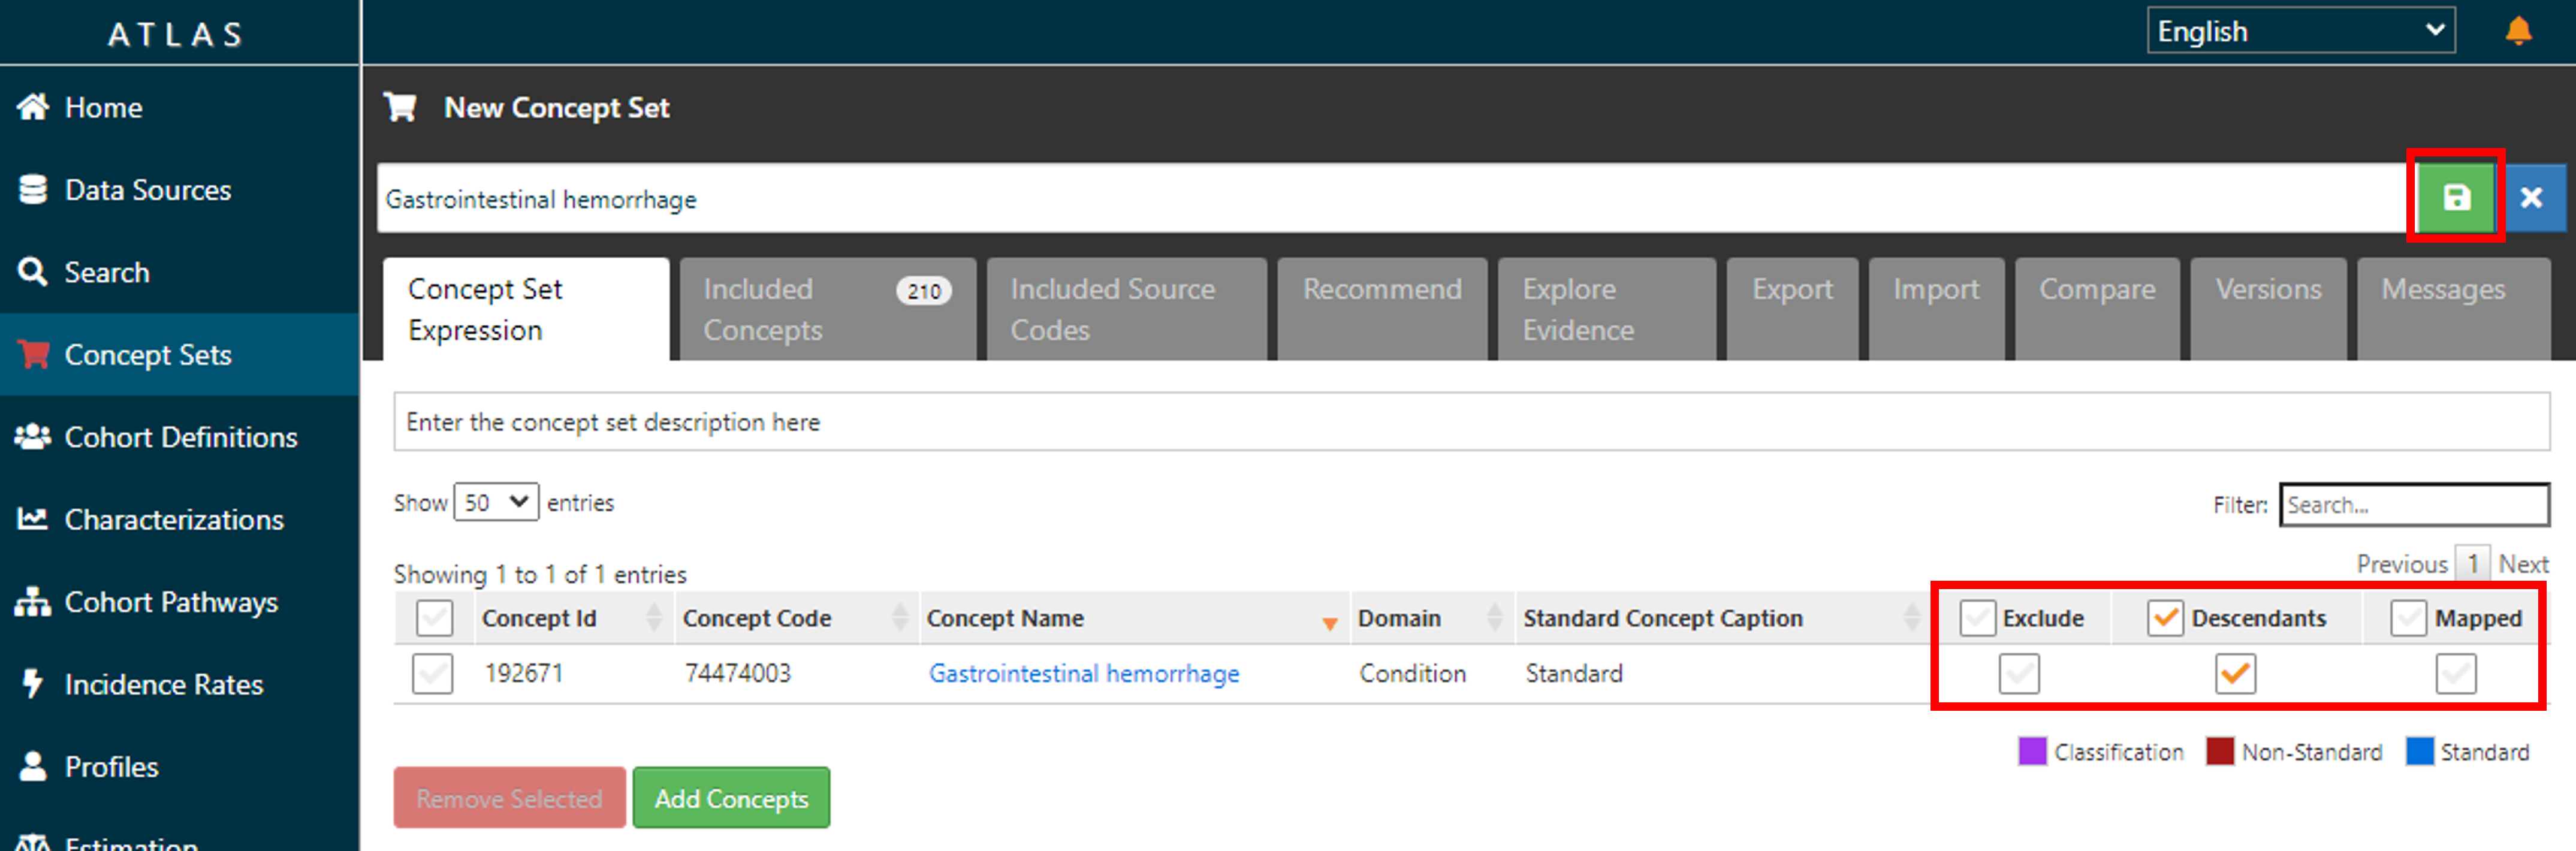 ATLAS
English
Home
New Concept Set
Data Sources
Gastrointestinal hemorrhage
Search
Concept Set
Expression
Included
Concepts
210
Included Source
Codes
Recommend
Explore
Evidence
Export
Import
Compare
Versions
Messages
Concept Sets
Cohort Definitions
Enter the concept set description here
Characterizations
Show 50 entries
Filter: Search...
Showing 1 to 1 of 1 entries
Previous 1 Next
Cohort Pathways
Concept Id Concept Code Concept Name Domain Standard Concept Caption Exclude Descendants Mapped
192671 74474003 Gastrointestinal hemorrhage Condition Standard
Incidence Rates
Classification Non-Standard Standard
Profiles
Remove Selected Add Concepts
Estimation